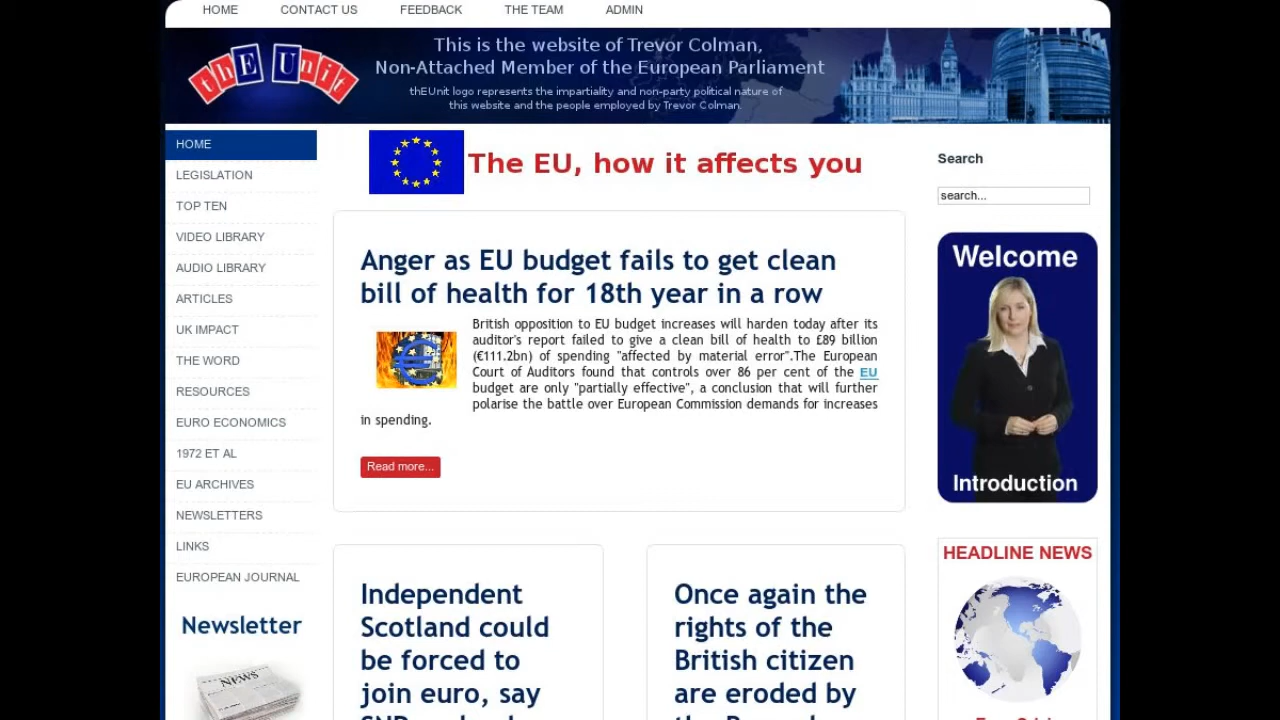 HOME CONTACT US FEEDBACK THE TEAM ADMIN
thEUnit
This is the website of Trevor Colman,
Non-Attached Member of the European Parliament
thEUnit logo represents the impartiality and non-party political nature of
this website and the people employed by Trevor Colman.
HOME
LEGISLATION
TOP TEN
VIDEO LIBRARY
AUDIO LIBRARY
ARTICLES
UK IMPACT
THE WORD
RESOURCES
EURO ECONOMICS
1972 ET AL
EU ARCHIVES
NEWSLETTERS
LINKS
EUROPEAN JOURNAL
Newsletter
NEWS
The EU, how it affects you
Anger as EU budget fails to get clean
bill of health for 18th year in a row
British opposition to EU budget increases will harden today after its
auditor's report failed to give a clean bill of health to £89 billion
(€111.2bn) of spending "affected by material error".The European
Court of Auditors found that controls over 86 per cent of the EU
budget are only "partially effective", a conclusion that will further
polarise the battle over European Commission demands for increases
in spending.
Read more...
Independent
Scotland could
be forced to
join euro, say
Once again the
rights of the
British citizen
are eroded by
Search
search...
Welcome
Introduction
HEADLINE NEWS